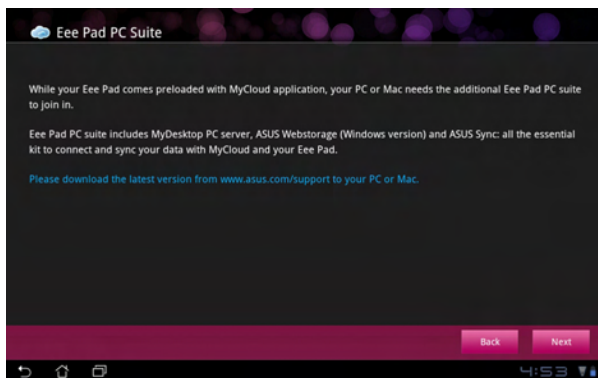 Eee Pad PC Suite
While your Eee Pad comes preloaded with MyCloud application, your PC or Mac needs the additional Eee Pad PC suite
to join in.
Eee Pad PC suite includes MyDesktop PC server, ASUS Webstorage (Windows version) and ASUS Sync: all the essential
kit to connect and sync your data with MyCloud and your Eee Pad.
Please download the latest version from www.asus.com/support to your PC or Mac.
Back Next
4:53